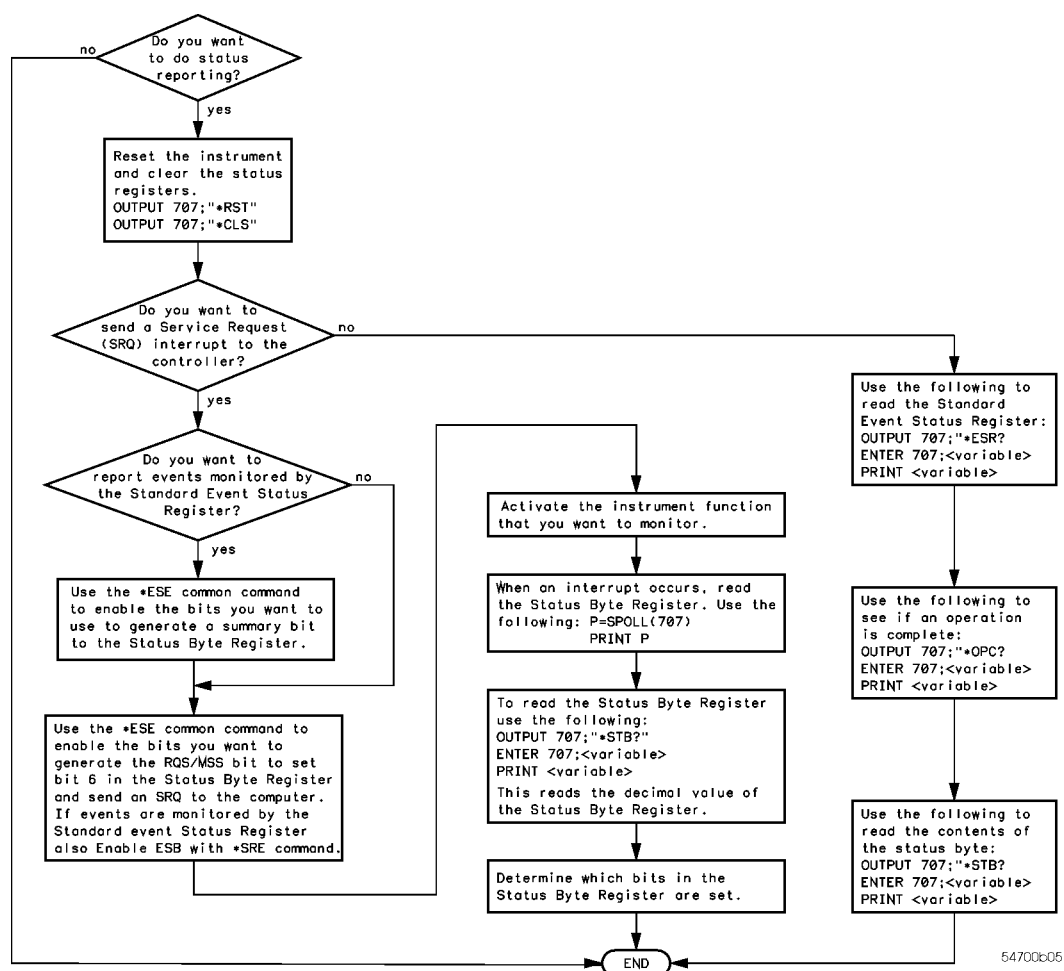 Do you want
to do status
reporting?
no
yes
Reset the instrument
and clear the status
registers.
OUTPUT 707;"*RST"
OUTPUT 707;"*CLS"
Do you want to
send a Service Request
(SRQ) interrupt to the
controller?
no
yes
Do you want to
report events monitored by
the Standard Event Status
Register?
no
yes
Use the *ESE common command
to enable the bits you want to
use to generate a summary bit
to the Status Byte Register.
Use the *ESE common command to
enable the bits you want to
generate the RQS/MSS bit to set
bit 6 in the Status Byte Register
and send an SRQ to the computer.
If events are monitored by the
Standard event Status Register
also Enable ESB with *SRE command.
Activate the instrument function
that you want to monitor.
When an interrupt occurs, read
the Status Byte Register. Use the
following: P=SPOLL(707)
PRINT P
To read the Status Byte Register
use the following:
OUTPUT 707;"*STB?"
ENTER 707;<variable>
PRINT <variable>
This reads the decimal value of
the Status Byte Register.
Determine which bits in the
Status Byte Register are set.
Use the following to
read the Standard
Event Status Register:
OUTPUT 707;"*ESR?
ENTER 707;<variable>
PRINT <variable>
Use the following to
see if an operation
is complete:
OUTPUT 707;"*OPC?
ENTER 707;<variable>
PRINT <variable>
Use the following to
read the contents of
the status byte:
OUTPUT 707;"*STB?
ENTER 707;<variable>
PRINT <variable>
END
54700b05